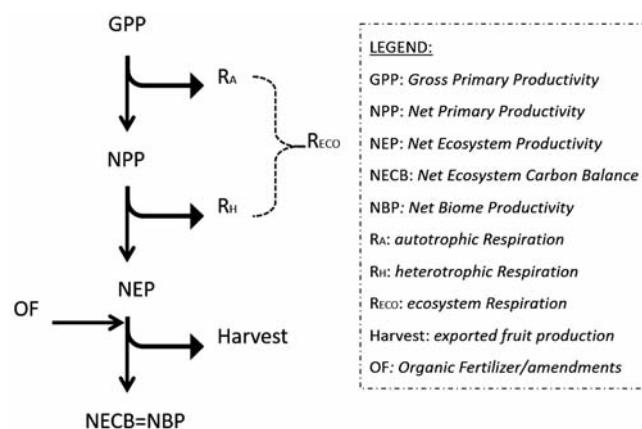 GPP
RA
RECO
NPP
RH
NEP
OF
Harvest
NECB=NBP
LEGEND:
GPP: Gross Primary Productivity
NPP: Net Primary Productivity
NEP: Net Ecosystem Productivity
NECB: Net Ecosystem Carbon Balance
NBP: Net Biome Productivity
RA: autotrophic Respiration
RH: heterotrophic Respiration
RECO: ecosystem Respiration
Harvest: exported fruit production
OF: Organic Fertilizer/amendments